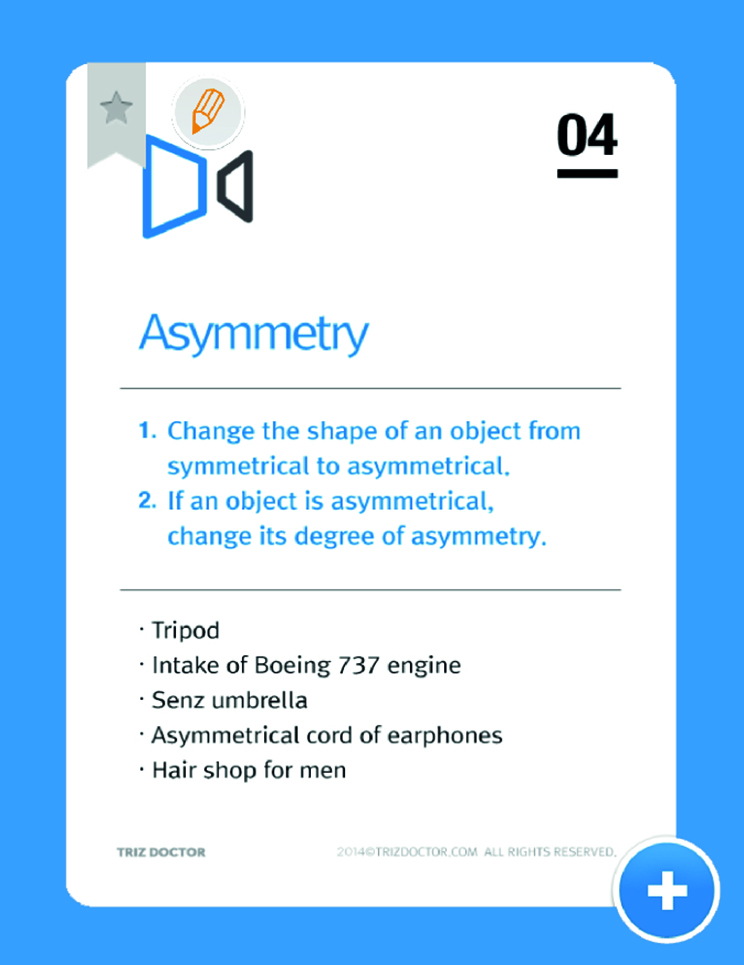 04
Asymmetry
1. Change the shape of an object from
symmetrical to asymmetrical.
2. If an object is asymmetrical,
change its degree of asymmetry.
· Tripod
· Intake of Boeing 737 engine
· Senz umbrella
· Asymmetrical cord of earphones
· Hair shop for men
TRIZ DOCTOR 2014©TRIZDOCTOR.COM ALL RIGHTS RESERVED.